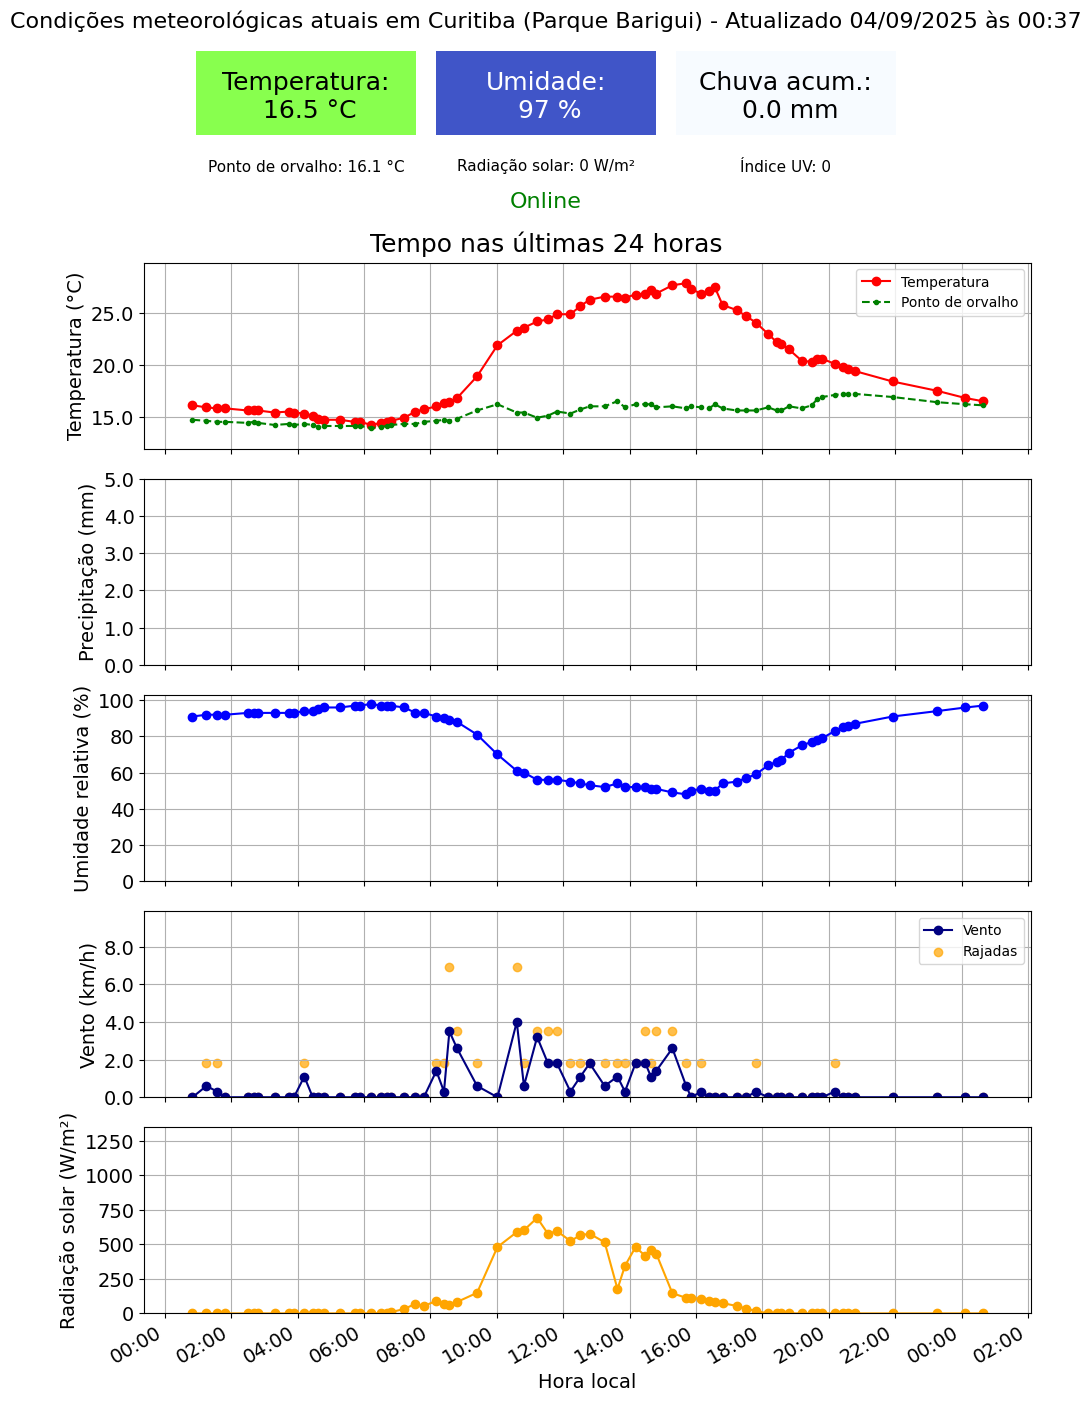 Condições meteorológicas atuais em Curitiba (Parque Barigui) - Atualizado 04/09/2025 às 00:37
Temperatura:
16.5 °C
Umidade:
97 %
Chuva acum.:
0.0 mm
Ponto de orvalho: 16.1 °C
Radiação solar: 0 W/m²
Índice UV: 0
Online
Tempo nas últimas 24 horas
Temperatura (°C)
25.0
20.0
15.0
Temperatura
Ponto de orvalho
Precipitação (mm)
5.0
4.0
3.0
2.0
1.0
0.0
Umidade relativa (%)
100
80
60
40
20
0
Vento (km/h)
8.0
6.0
4.0
2.0
0.0
Vento
Rajadas
Radiação solar (W/m²)
1250
1000
750
500
250
0
00:00 02:00 04:00 06:00 08:00 10:00 12:00 14:00 16:00 18:00 20:00 22:00 00:00 02:00
Hora local